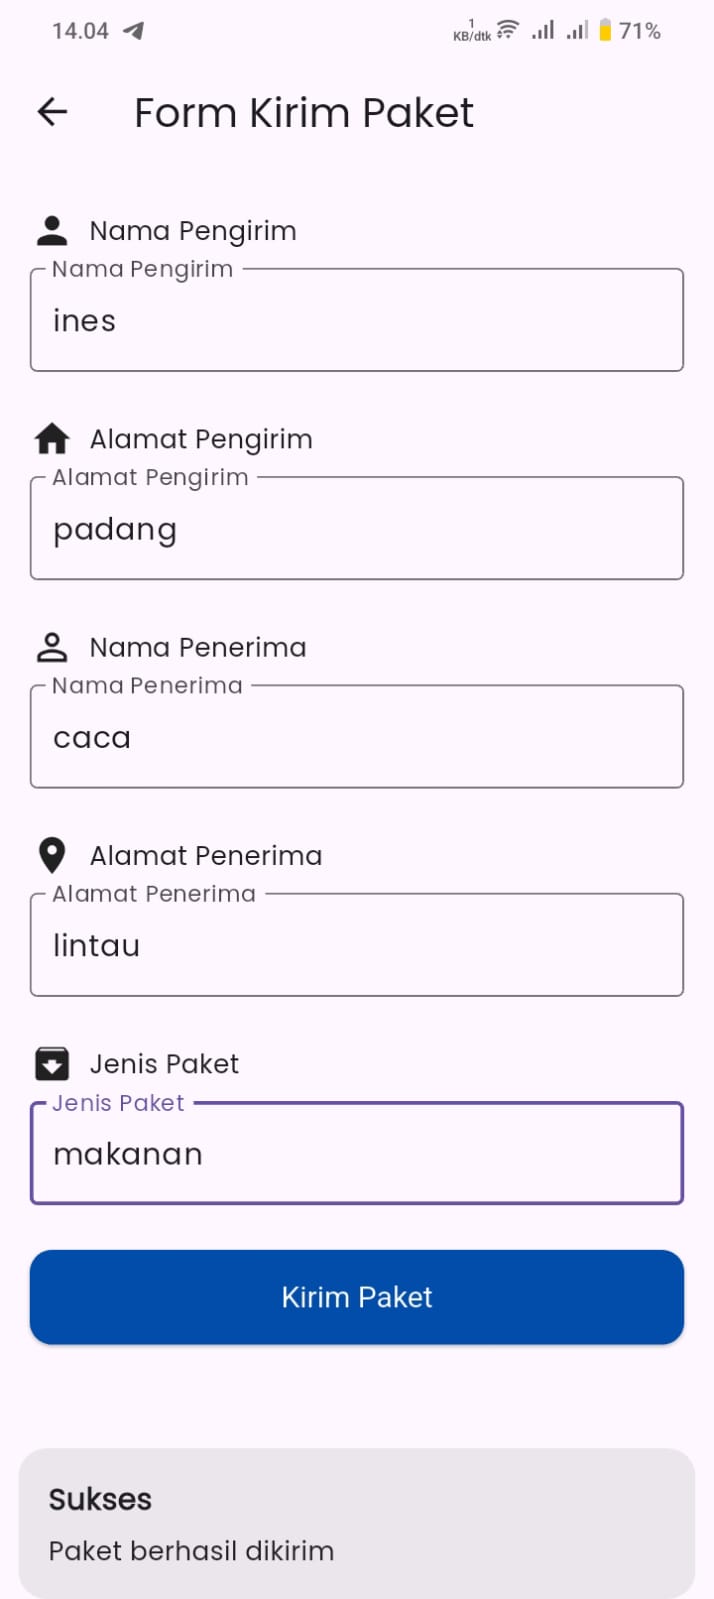 14.04
1
KB/dtk
71%
Form Kirim Paket
Nama Pengirim
Nama Pengirim
ines
Alamat Pengirim
Alamat Pengirim
padang
Nama Penerima
Nama Penerima
caca
Alamat Penerima
Alamat Penerima
lintau
Jenis Paket
Jenis Paket
makanan
Kirim Paket
Sukses
Paket berhasil dikirim